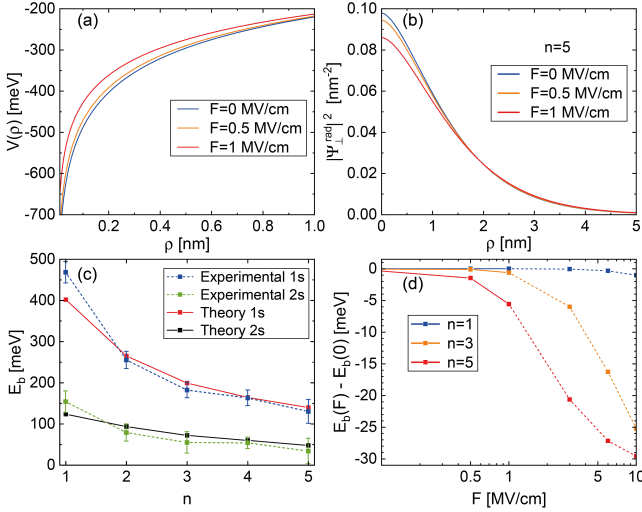 (a)
V(ρ) [meV]
-200
-300
-400
-500
-600
-700
F=0 MV/cm
F=0.5 MV/cm
F=1 MV/cm
0.2
0.4
0.6
0.8
1.0
ρ [nm]
(b)
n=5
|Ψ⊥^rad|² [nm⁻²]
0.10
0.08
0.06
0.04
0.02
0.00
F=0 MV/cm
F=0.5 MV/cm
F=1 MV/cm
0
1
2
3
4
5
ρ [nm]
(c)
E_b [meV]
500
400
300
200
100
0
Experimental 1s
Experimental 2s
Theory 1s
Theory 2s
1
2
3
4
5
n
(d)
E_b(F) - E_b(0) [meV]
0
-5
-10
-15
-20
-25
-30
n=1
n=3
n=5
0.5
1
5
10
F [MV/cm]